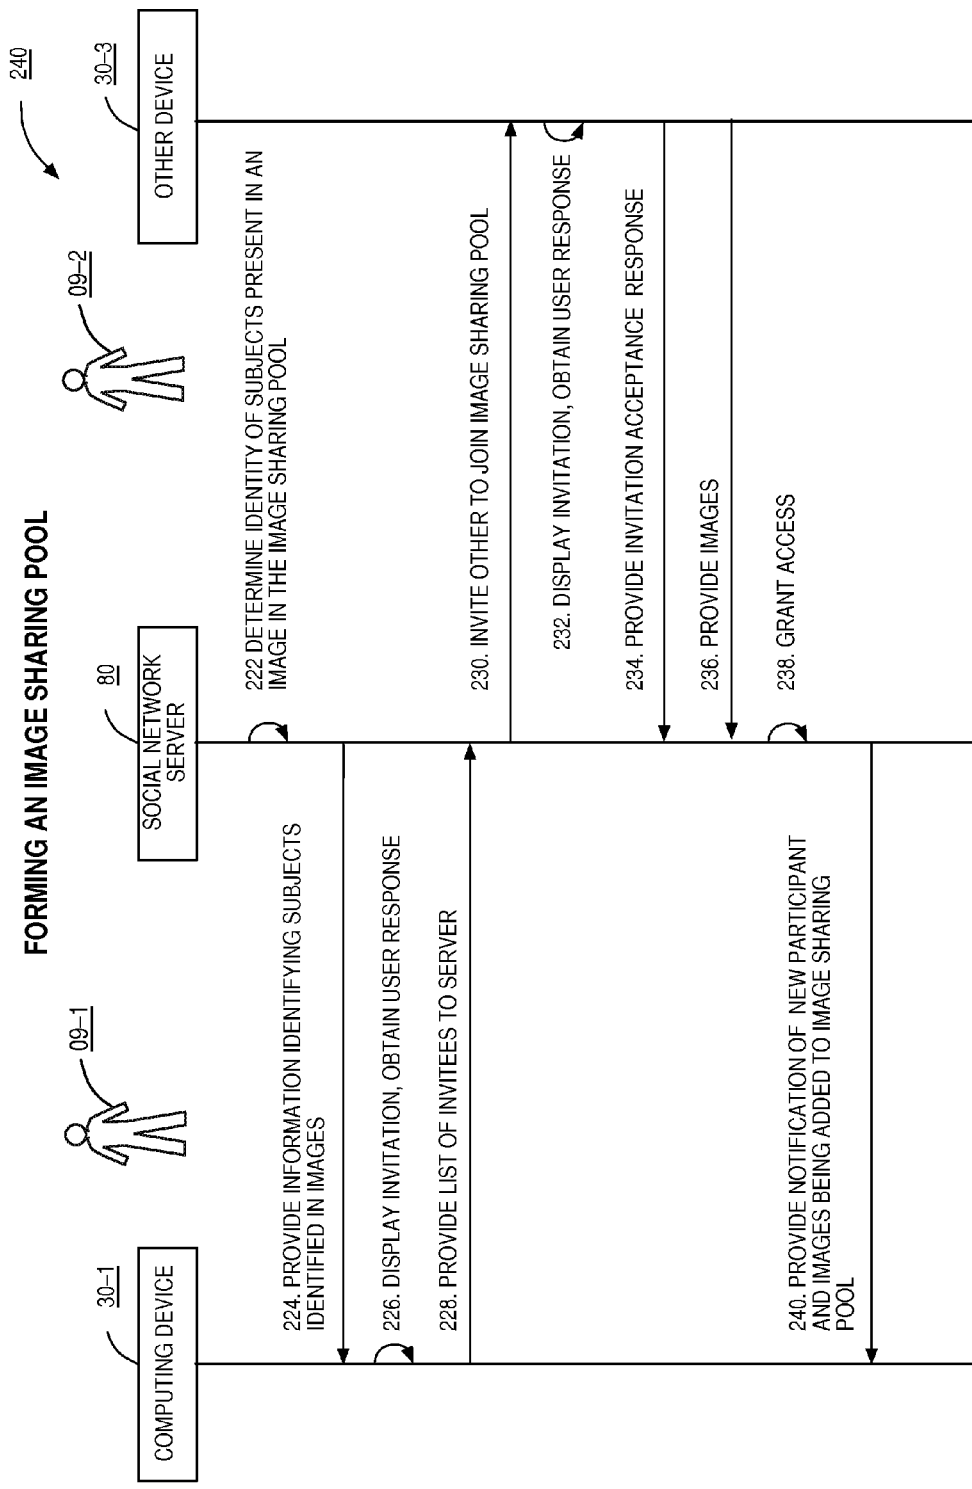 FORMING AN IMAGE SHARING POOL
240
30-1
09-1
80
09-2
30-3
COMPUTING DEVICE
SOCIAL NETWORK
SERVER
OTHER DEVICE
222 DETERMINE IDENTITY OF SUBJECTS PRESENT IN AN
IMAGE IN THE IMAGE SHARING POOL
224. PROVIDE INFORMATION IDENTIFYING SUBJECTS
IDENTIFIED IN IMAGES
226. DISPLAY INVITATION, OBTAIN USER RESPONSE
228. PROVIDE LIST OF INVITEES TO SERVER
230. INVITE OTHER TO JOIN IMAGE SHARING POOL
232. DISPLAY INVITATION, OBTAIN USER RESPONSE
234. PROVIDE INVITATION ACCEPTANCE RESPONSE
236. PROVIDE IMAGES
238. GRANT ACCESS
240. PROVIDE NOTIFICATION OF NEW PARTICIPANT
AND IMAGES BEING ADDED TO IMAGE SHARING
POOL